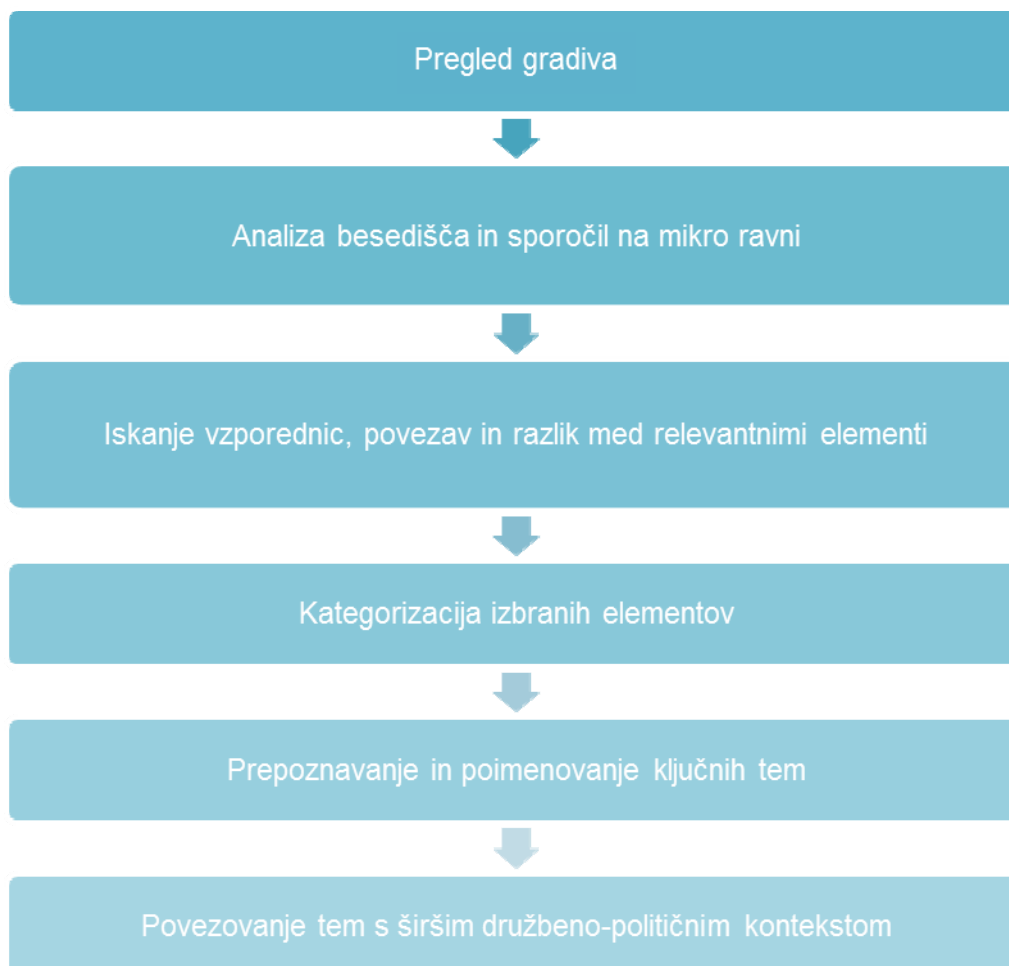 Pregled gradiva
Analiza besedišča in sporočil na mikro ravni
Iskanje vzporednic, povezav in razlik med relevantnimi elementi
Kategorizacija izbranih elementov
Prepoznavanje in poimenovanje ključnih tem
Povezovanje tem s širšim družbeno-političnim kontekstom